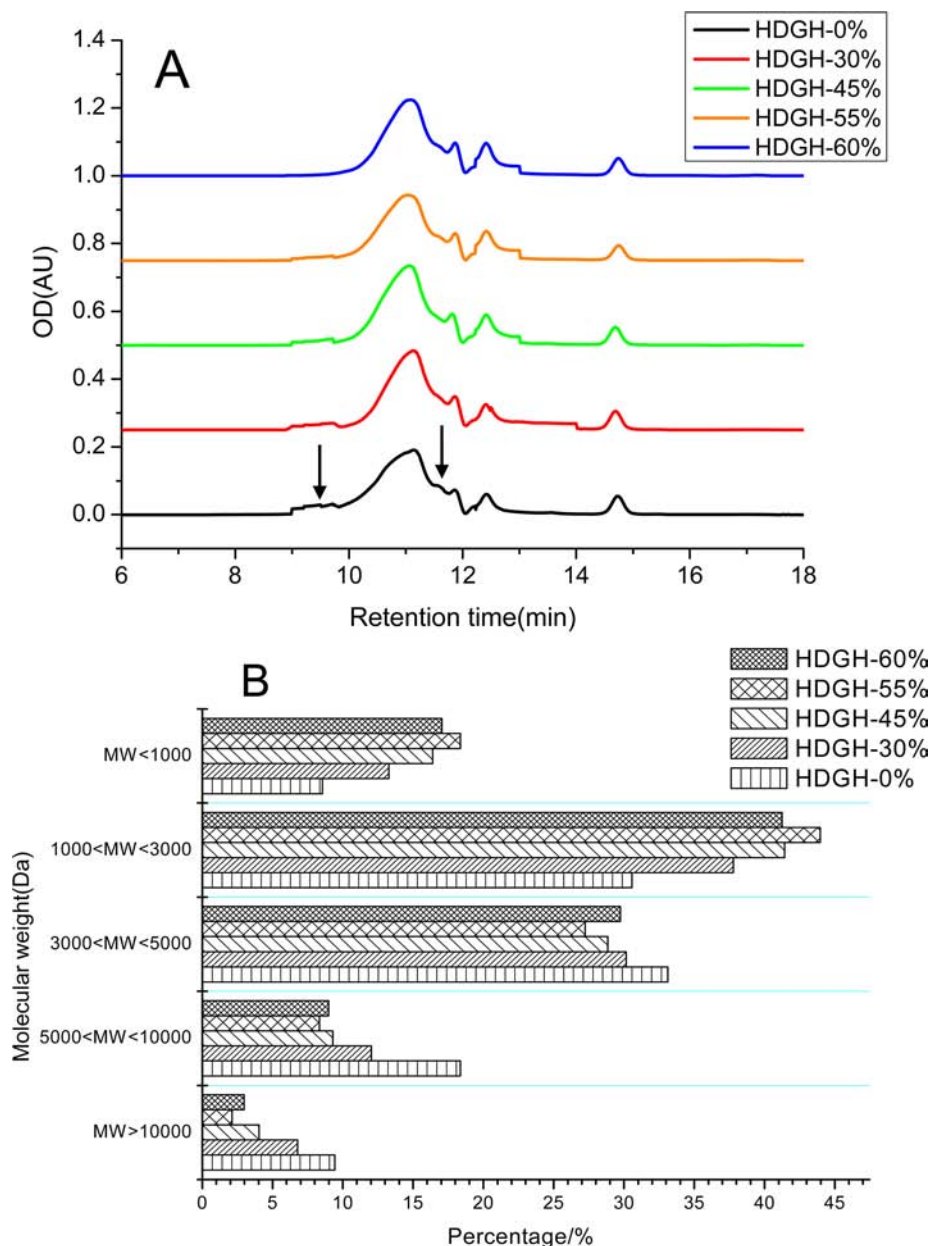 A
HDGH-0%
HDGH-30%
HDGH-45%
HDGH-55%
HDGH-60%
1.4
1.2
1.0
0.8
0.6
0.4
0.2
0.0
OD(AU)
6 8 10 12 14 16 18
Retention time(min)
B
HDGH-60%
HDGH-55%
HDGH-45%
HDGH-30%
HDGH-0%
MW<1000
1000<MW<3000
3000<MW<5000
5000<MW<10000
MW>10000
Molecular weight(Da)
0 5 10 15 20 25 30 35 40 45
Percentage/%